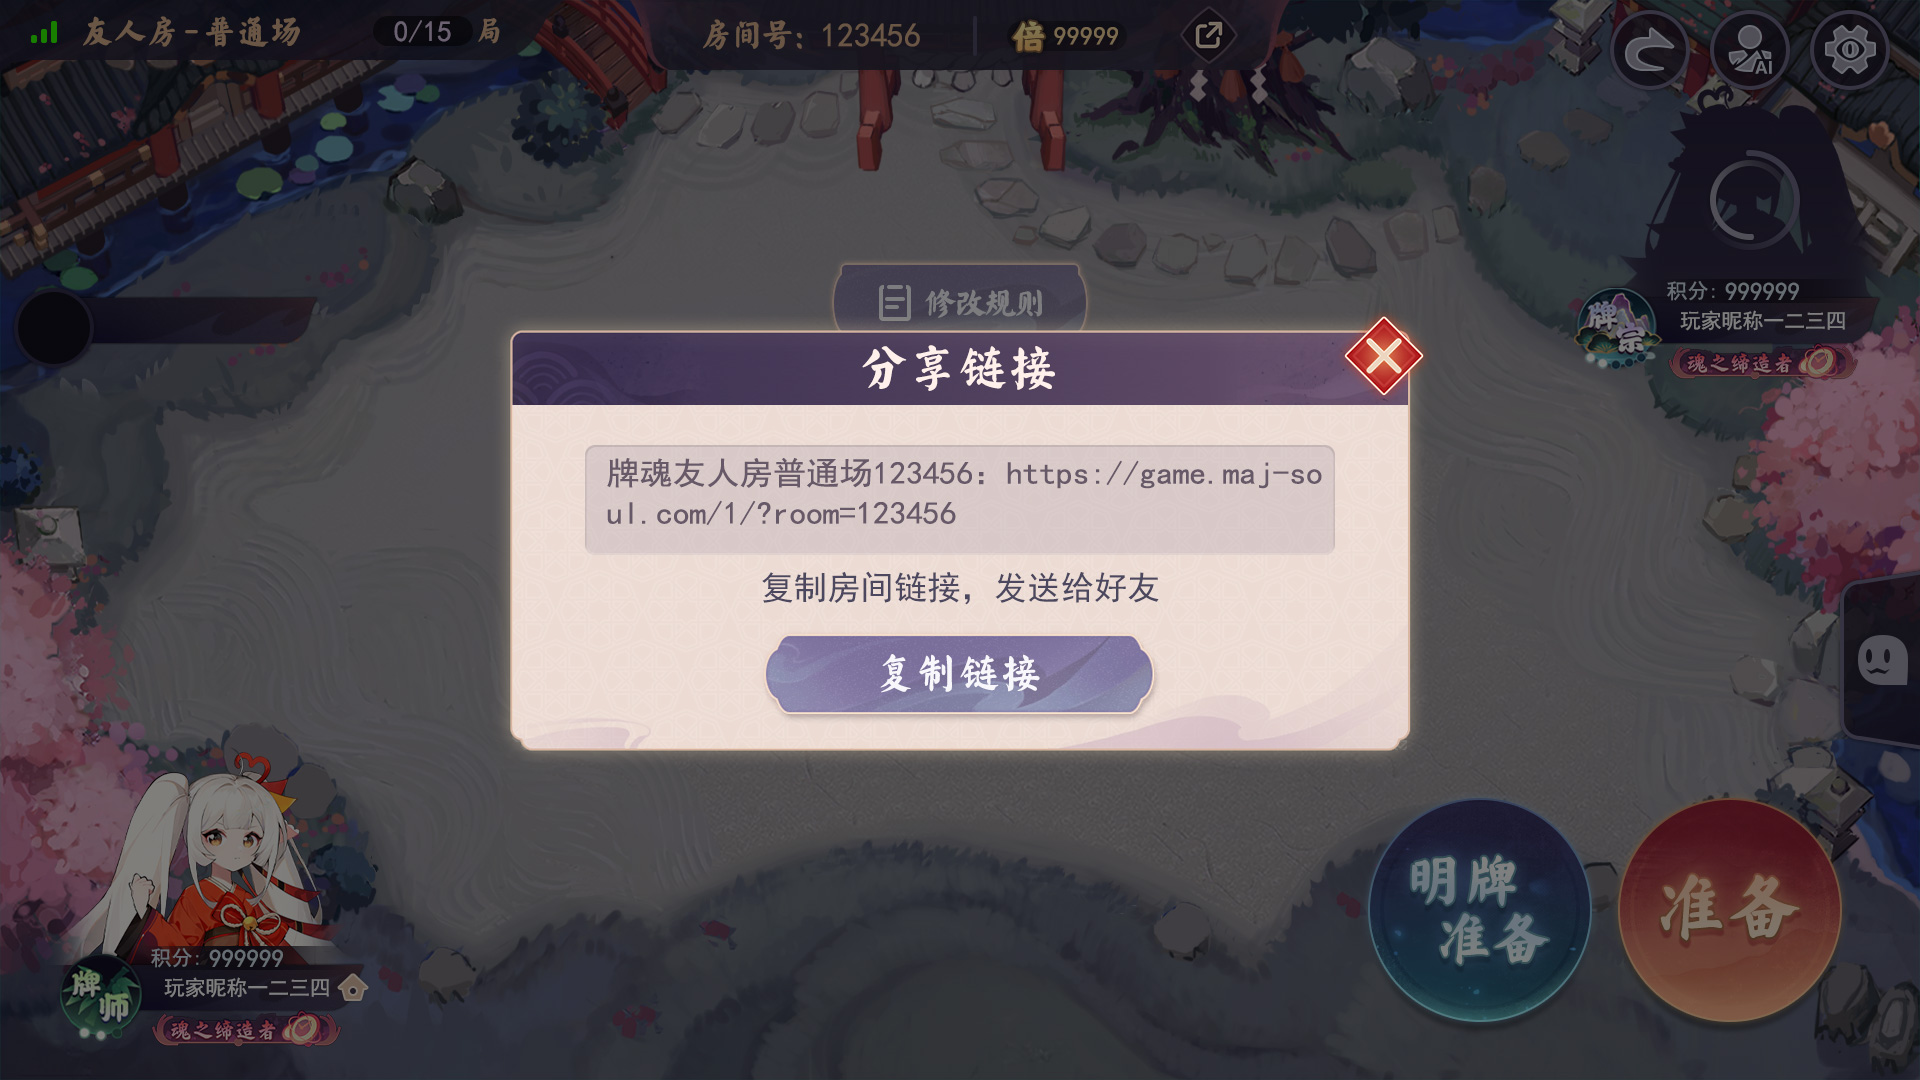 友人房-普通场
0/15 局
房间号：123456
倍 99999
AI
修改规则
积分: 999999
牌宗
玩家昵称一二三四
魂之缔造者
分享链接
牌魂友人房普通场123456：https://game.maj-so
ul.com/1/?room=123456
复制房间链接，发送给好友
复制链接
明牌
准备
准备
积分: 999999
牌师
玩家昵称一二三四
魂之缔造者